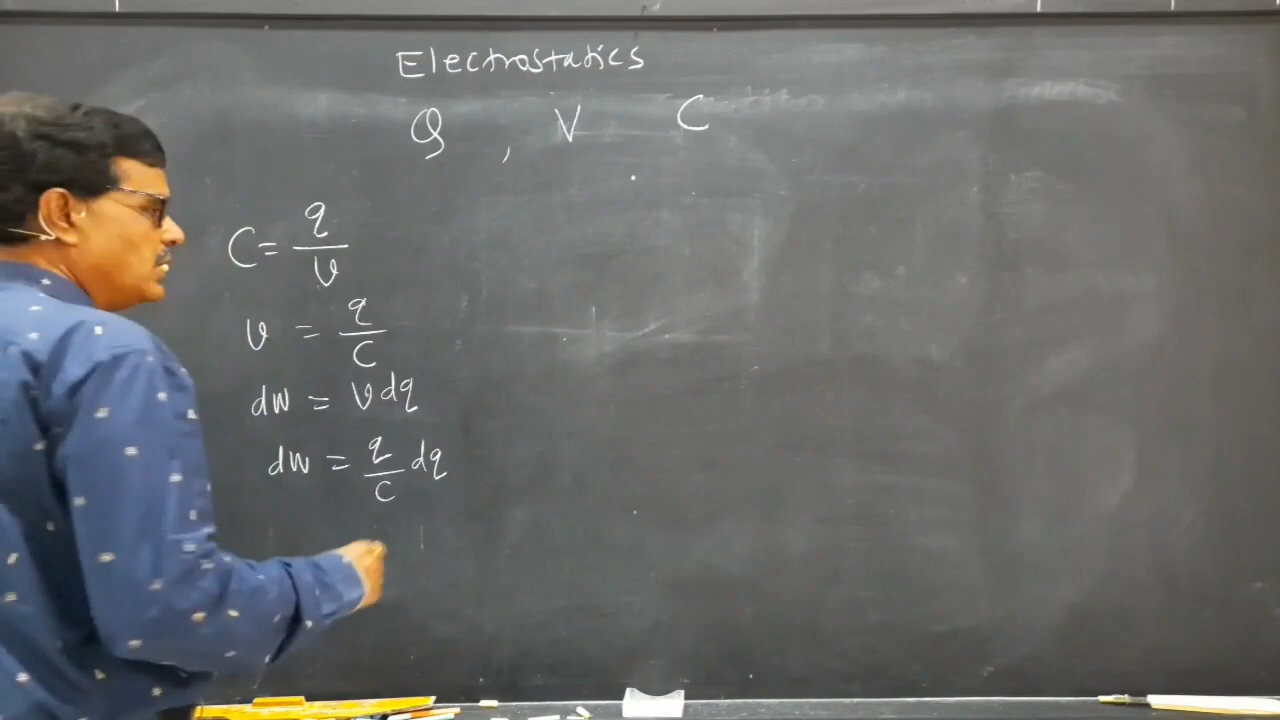 Electrostatics
Q , V C
C = q/v
v = q/C
dw = v dq
dw = q/C dq